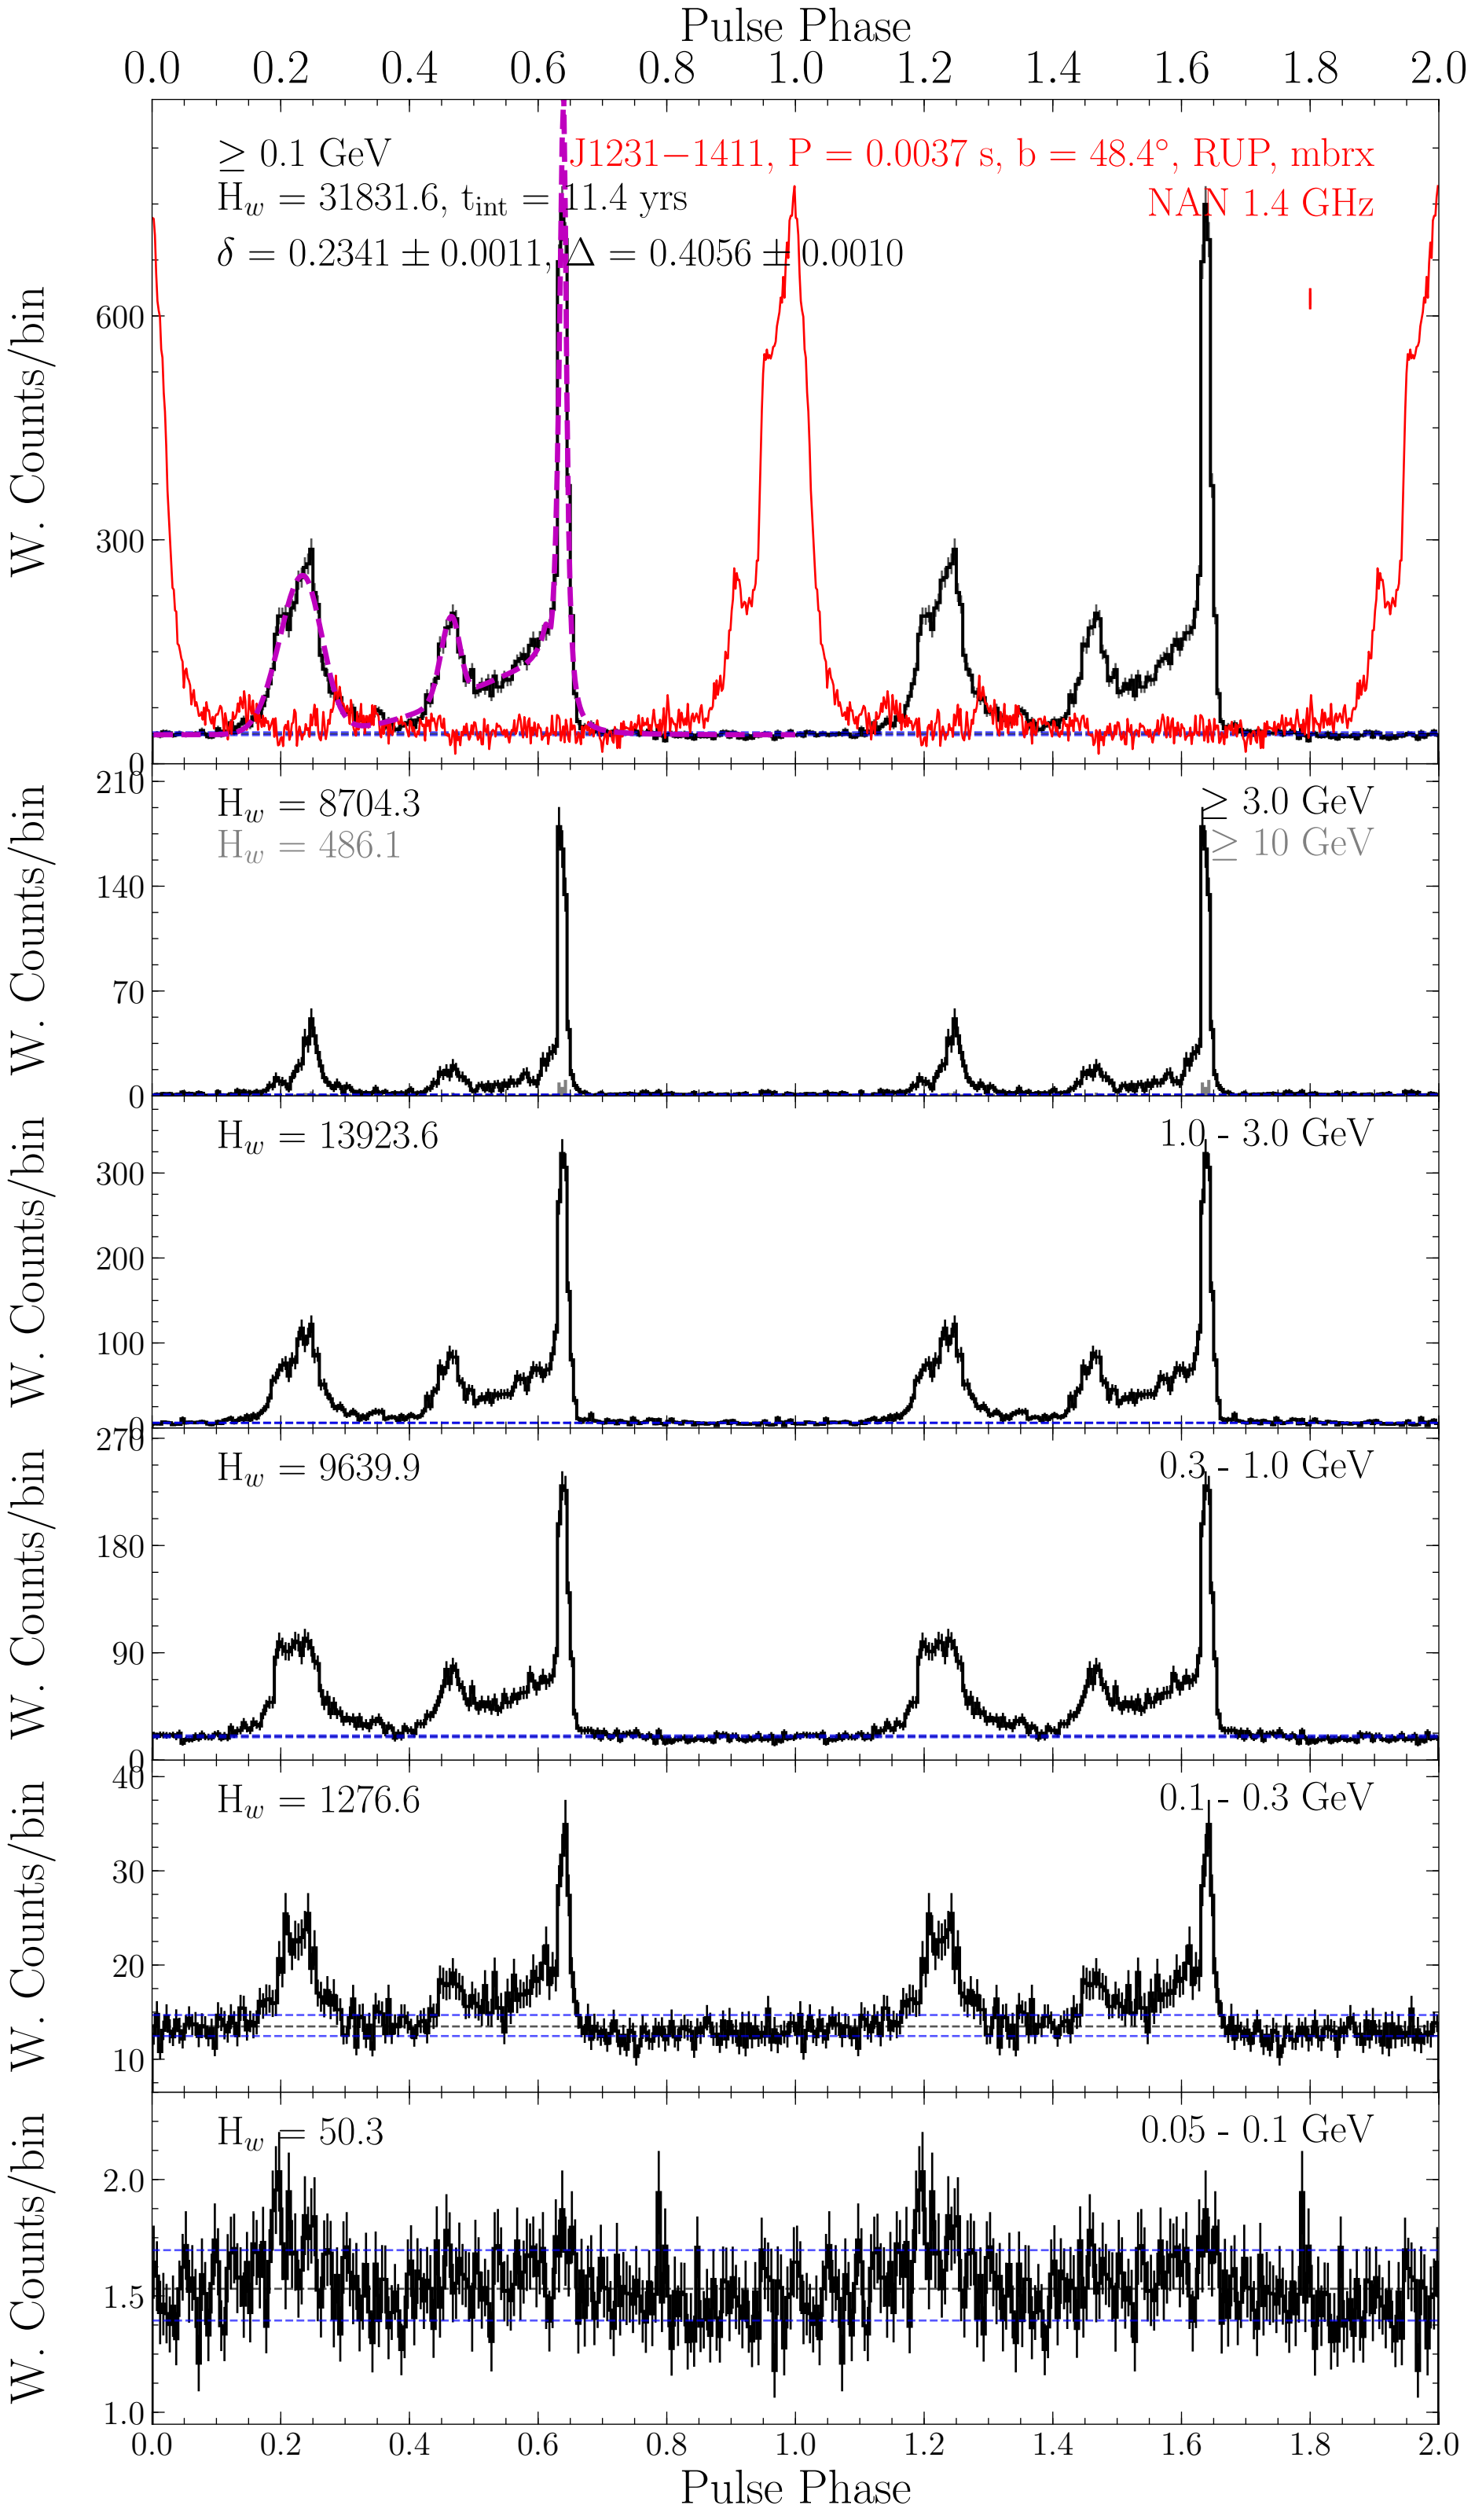 Pulse Phase
0.0 0.2 0.4 0.6 0.8 1.0 1.2 1.4 1.6 1.8 2.0
≥ 0.1 GeV
J1231−1411, P = 0.0037 s, b = 48.4°, RUP, mbrx
H_w = 31831.6, t_int = 11.4 yrs
NAN 1.4 GHz
δ = 0.2341 ± 0.0011, Δ = 0.4056 ± 0.0010
W. Counts/bin
600
300
0
H_w = 8704.3
≥ 3.0 GeV
H_w = 486.1
≥ 10 GeV
W. Counts/bin
210
140
70
0
H_w = 13923.6
1.0 - 3.0 GeV
W. Counts/bin
300
200
100
0
H_w = 9639.9
0.3 - 1.0 GeV
W. Counts/bin
270
180
90
0
H_w = 1276.6
0.1 - 0.3 GeV
W. Counts/bin
40
30
20
10
H_w = 50.3
0.05 - 0.1 GeV
W. Counts/bin
2.0
1.5
1.0
0.0 0.2 0.4 0.6 0.8 1.0 1.2 1.4 1.6 1.8 2.0
Pulse Phase